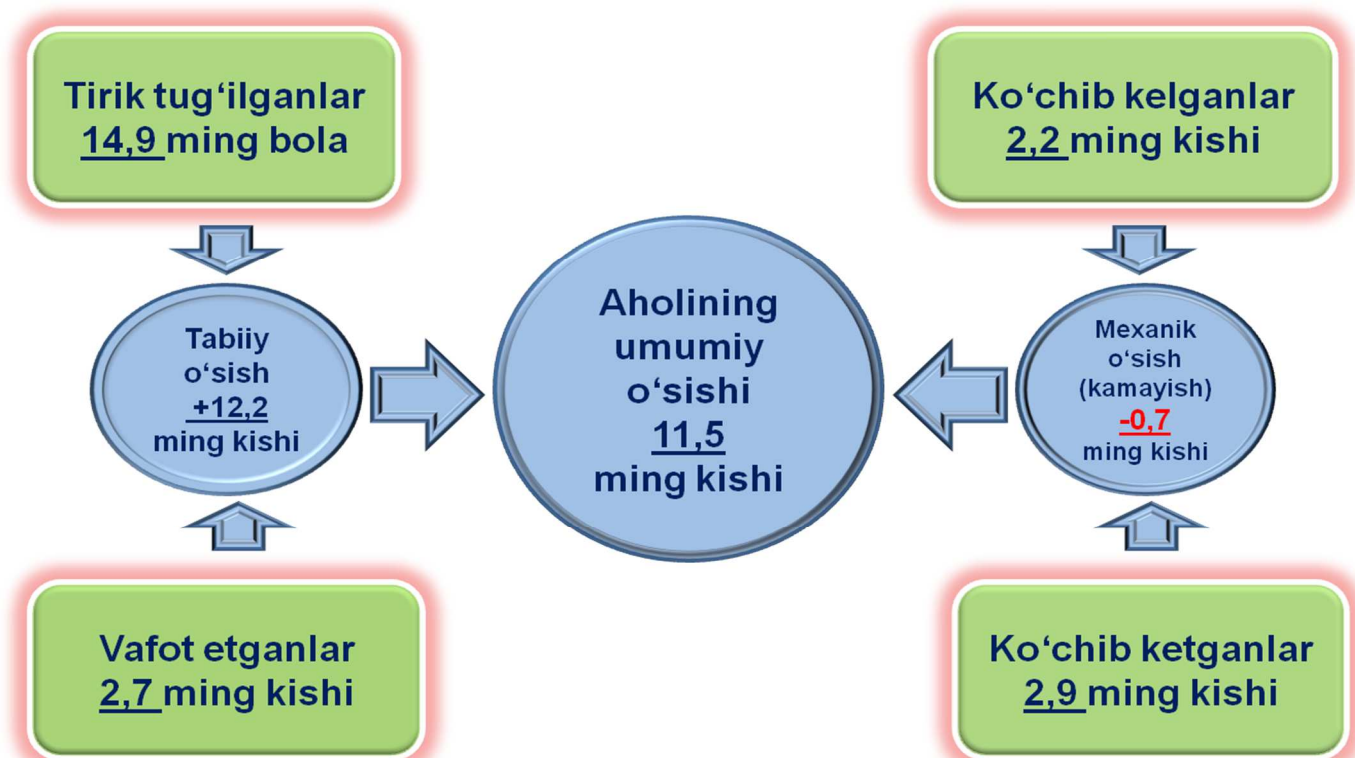 Tirik tug‘ilganlar
14,9 ming bola
Ko‘chib kelganlar
2,2 ming kishi
Tabiiy
o‘sish
+12,2
ming kishi
Aholining
umumiy
o‘sishi
11,5
ming kishi
Mexanik
o‘sish
(kamayish)
-0,7
ming kishi
Vafot etganlar
2,7 ming kishi
Ko‘chib ketganlar
2,9 ming kishi